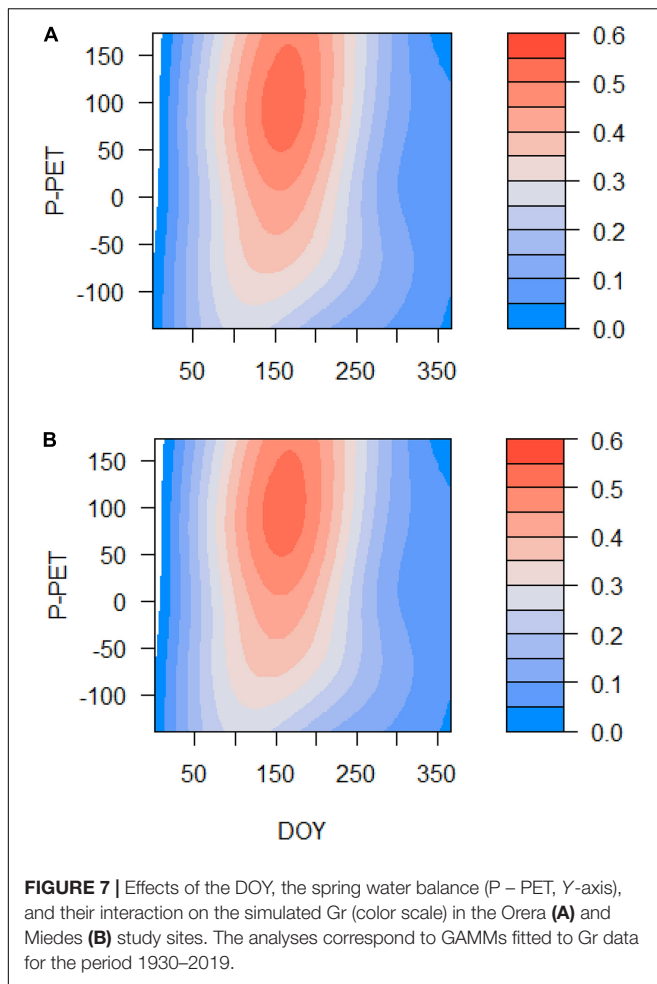 A
150
100
50
0
-50
-100
P-PET
50 150 250 350
0.6
0.5
0.4
0.3
0.2
0.1
0.0
B
150
100
50
0
-50
-100
P-PET
50 150 250 350
DOY
0.6
0.5
0.4
0.3
0.2
0.1
0.0
FIGURE 7 | Effects of the DOY, the spring water balance (P – PET, Y-axis),
and their interaction on the simulated Gr (color scale) in the Orera (A) and
Miedes (B) study sites. The analyses correspond to GAMMs fitted to Gr data
for the period 1930–2019.